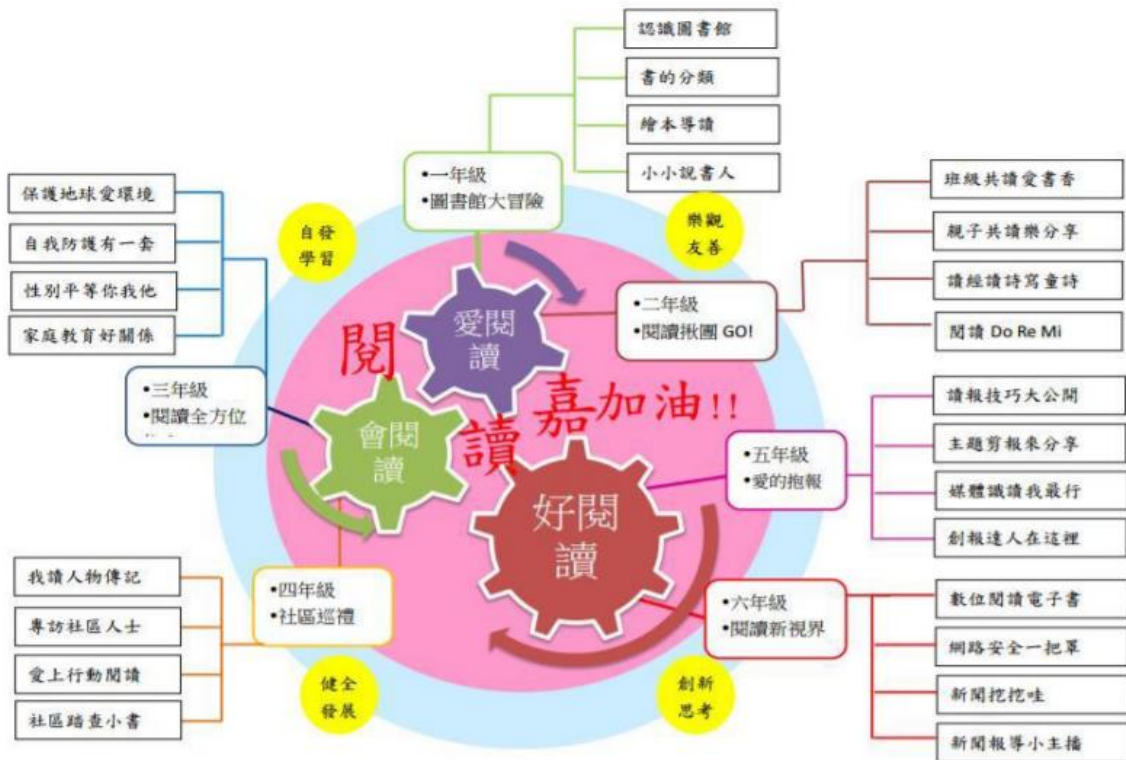 認識圖書館
書的分類
繪本導讀
小小說書人
•一年級
•圖書館大冒險
自發
學習
樂觀
友善
保護地球愛環境
自我防護有一套
性別平等你我他
家庭教育好關係
•三年級
•閱讀全方位
班級共讀愛書香
親子共讀樂分享
讀經讀詩寫童詩
閱讀 Do Re Mi
•二年級
•閱讀揪團 GO!
愛閱
讀
會閱
讀
好閱
讀
閱
讀
嘉加油!!
讀報技巧大公開
主題剪報來分享
媒體識讀我最行
創報達人在這裡
•五年級
•愛的抱報
我讀人物傳記
專訪社區人士
愛上行動閱讀
社區踏查小書
•四年級
•社區巡禮
•六年級
•閱讀新視界
數位閱讀電子書
網路安全一把罩
新聞挖挖哇
新聞報導小主播
健全
發展
創新
思考